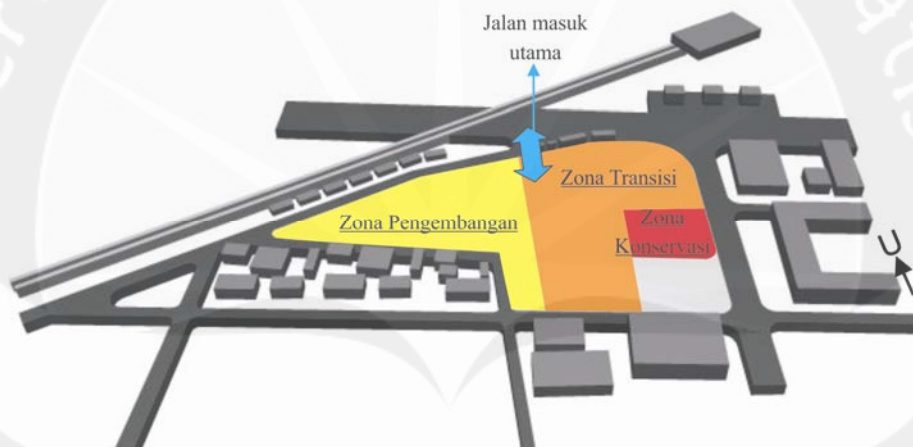 Jalan masuk
utama
Zona Transisi
Zona Pengembangan
Zona
Konservasi
U